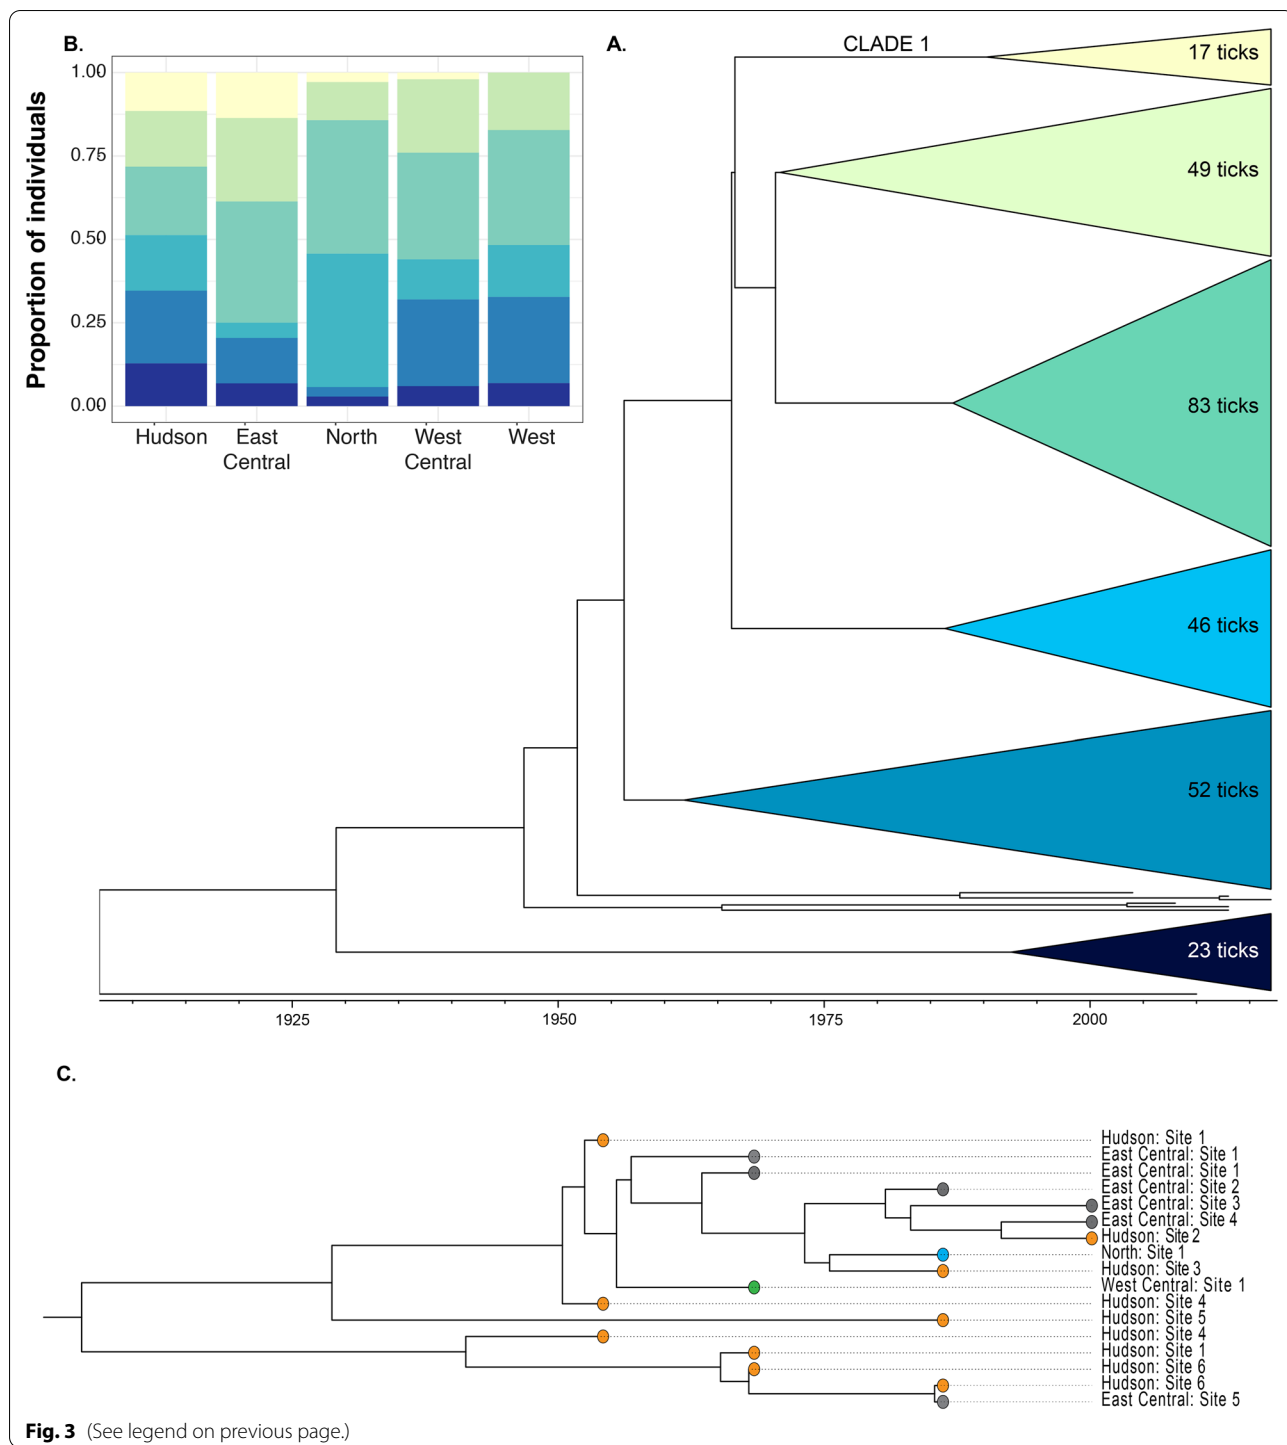 B.
Proportion of individuals
1.00
0.75
0.50
0.25
0.00
Hudson
East
Central
North
West
Central
West
A.
CLADE 1
17 ticks
49 ticks
83 ticks
46 ticks
52 ticks
23 ticks
1925
1950
1975
2000
C.
Hudson: Site 1
East Central: Site 1
East Central: Site 1
East Central: Site 2
East Central: Site 3
East Central: Site 4
Hudson: Site 2
North: Site 1
Hudson: Site 3
West Central: Site 1
Hudson: Site 4
Hudson: Site 5
Hudson: Site 4
Hudson: Site 1
Hudson: Site 6
Hudson: Site 6
East Central: Site 5
Fig. 3 (See legend on previous page.)